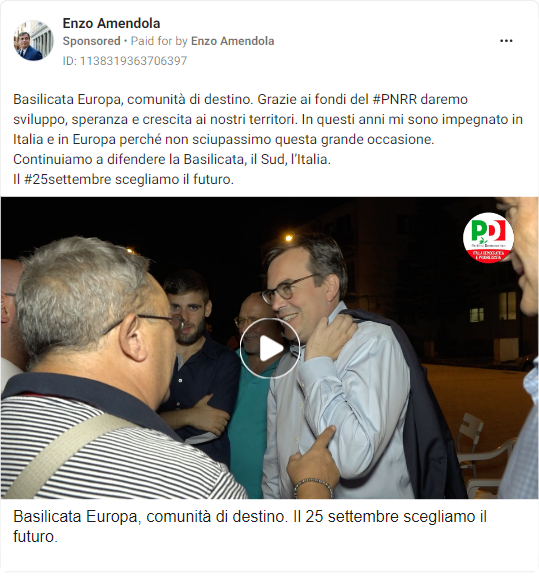 Enzo Amendola
Sponsored • Paid for by Enzo Amendola
ID: 1138319363706397
Basilicata Europa, comunità di destino. Grazie ai fondi del #PNRR daremo
sviluppo, speranza e crescita ai nostri territori. In questi anni mi sono impegnato in
Italia e in Europa perché non sciupassimo questa grande occasione.
Continuiamo a difendere la Basilicata, il Sud, l'Italia.
Il #25settembre scegliamo il futuro.
PD
Partito Democratico
ITALIA DEMOCRATICA
E PROGRESSISTA
Basilicata Europa, comunità di destino. Il 25 settembre scegliamo il
futuro.